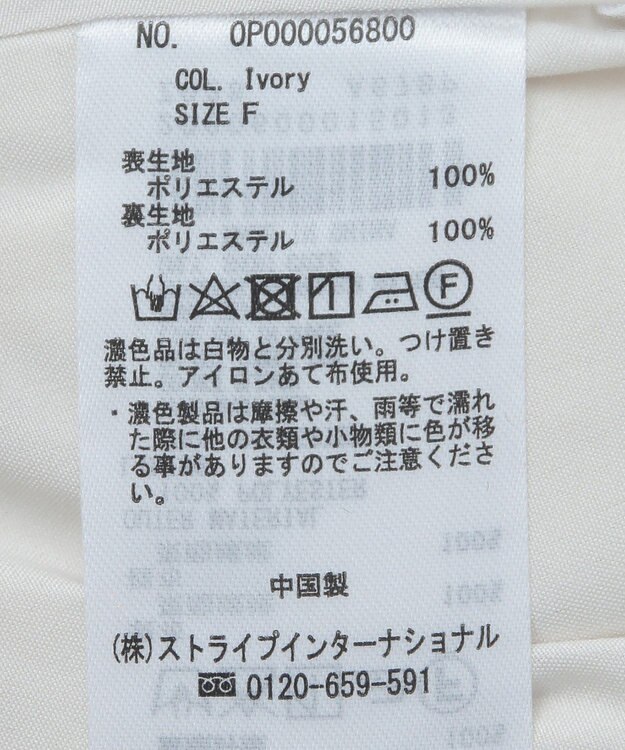 NO. OP000056800
COL. Ivory
SIZE F
表生地
ポリエステル 100%
裏生地
ポリエステル 100%
F
濃色品は白物と分別洗い。つけ置き
禁止。アイロンあて布使用。
・濃色製品は摩擦や汗、雨等で濡れ
た際に他の衣類や小物類に色が移
る事がありますのでご注意くださ
い。
中国製
(株)ストライプインターナショナル
0120-659-591